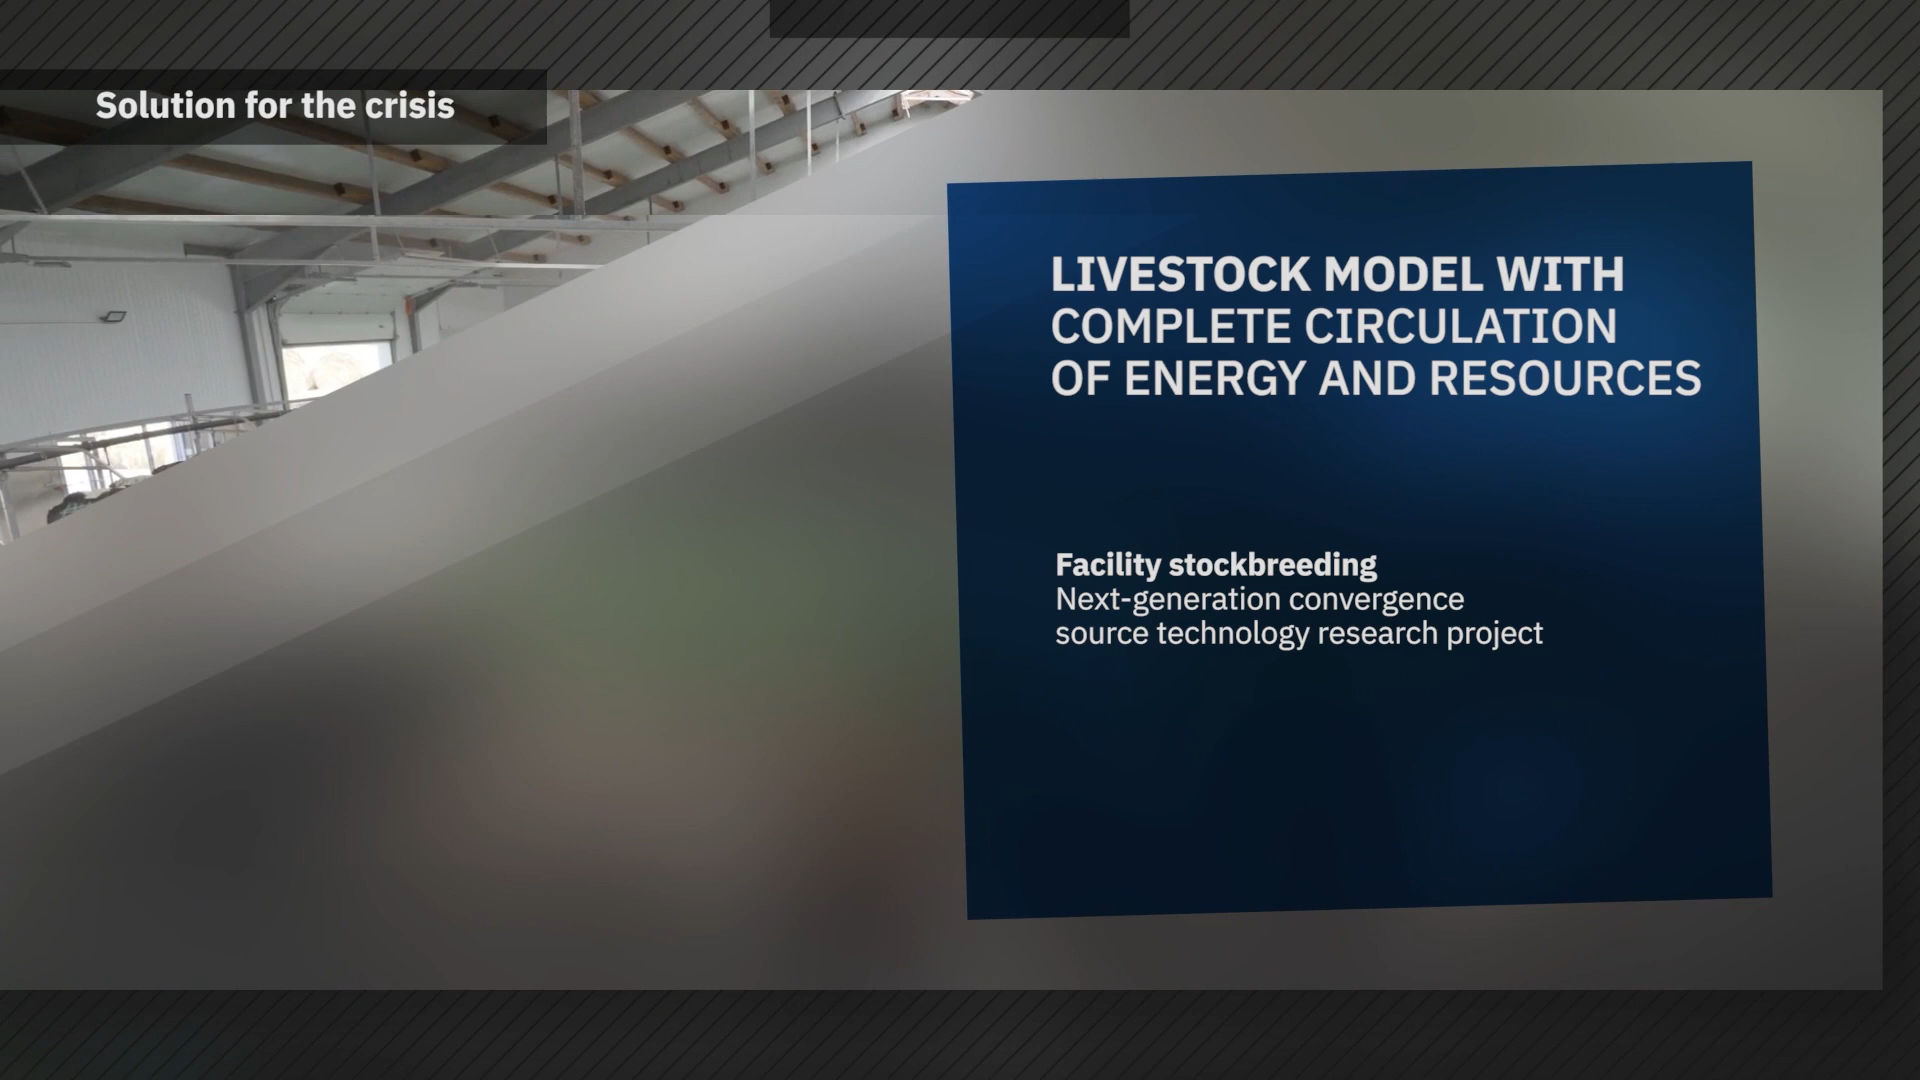 Solution for the crisis
LIVESTOCK MODEL WITH
COMPLETE CIRCULATION
OF ENERGY AND RESOURCES
Facility stockbreeding
Next-generation convergence
source technology research project